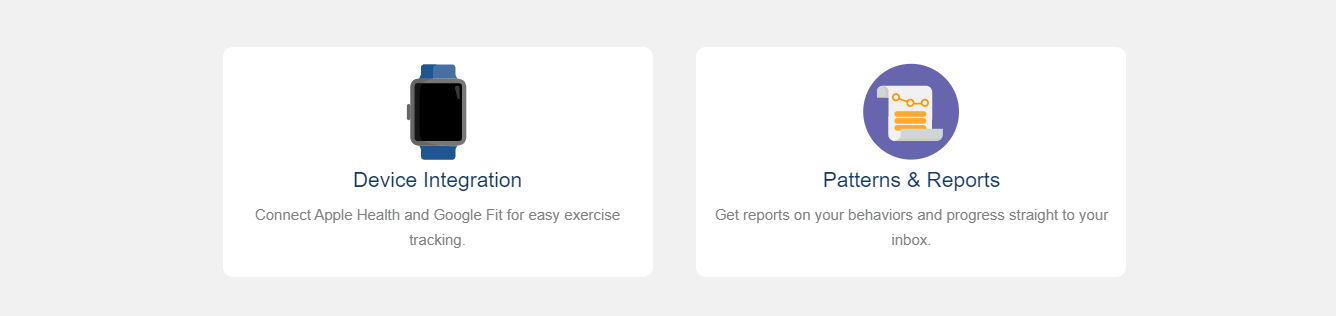 Device Integration
Connect Apple Health and Google Fit for easy exercise
tracking.
Patterns & Reports
Get reports on your behaviors and progress straight to your
inbox.